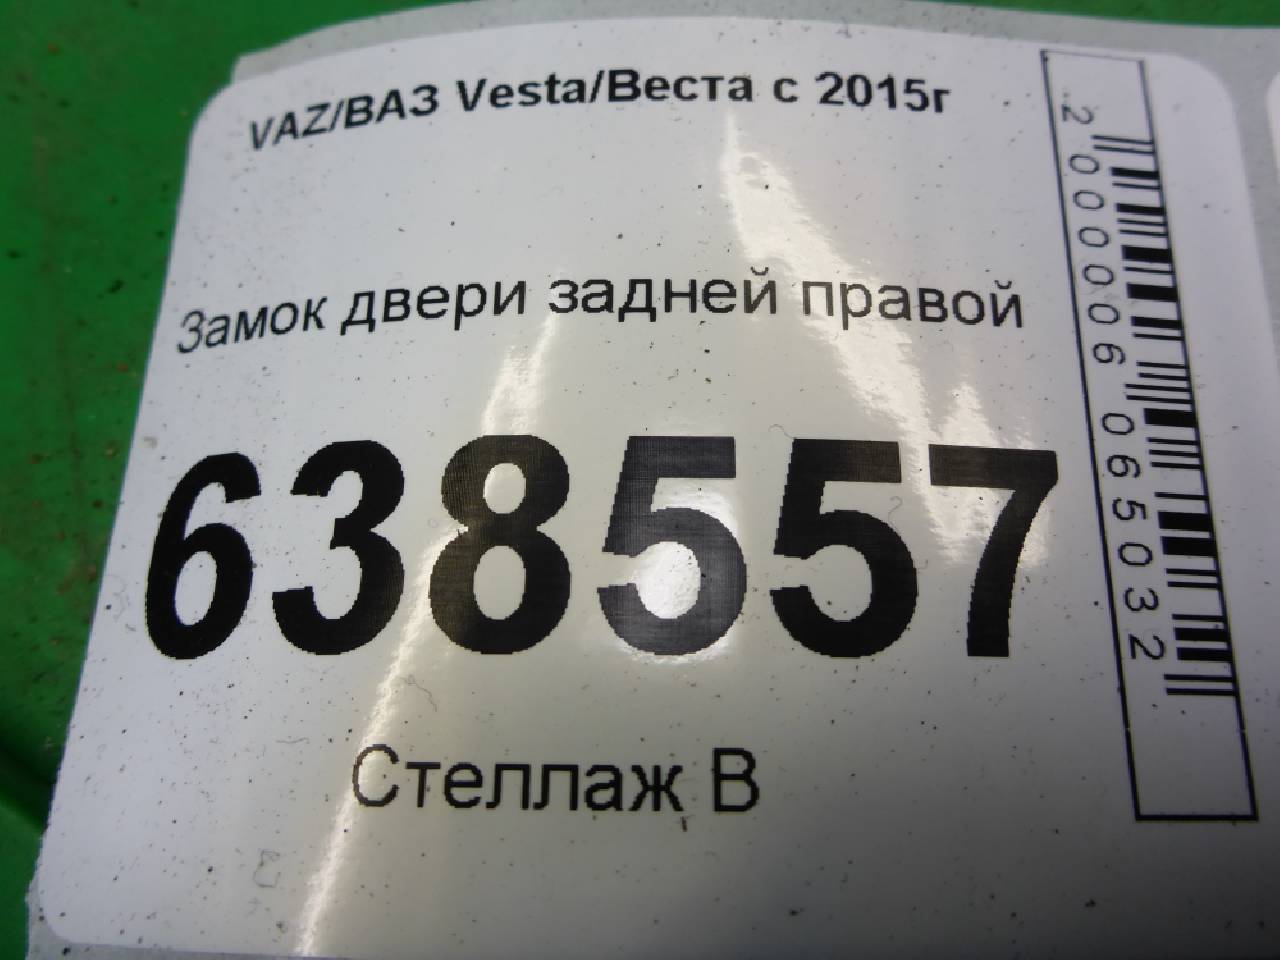 VAZ/ВАЗ Vesta/Веста с 2015г
Замок двери задней правой
638557
Стеллаж В
2000006065032